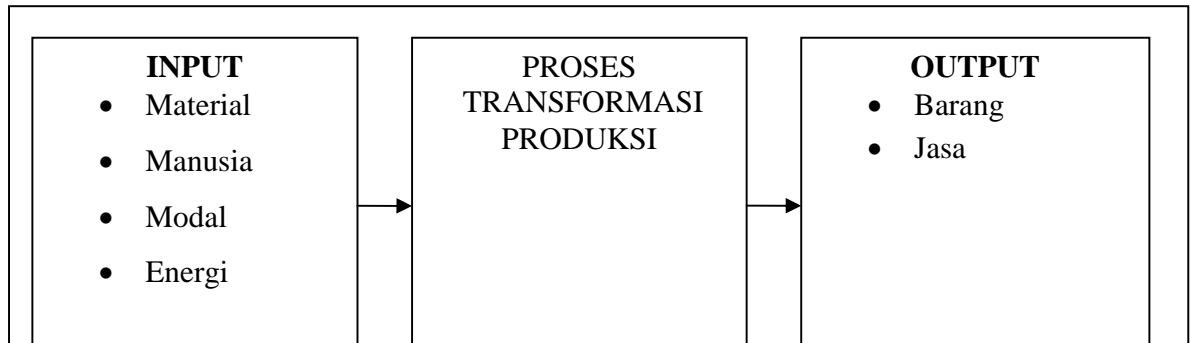 INPUT
• Material
• Manusia
• Modal
• Energi
PROSES
TRANSFORMASI
PRODUKSI
OUTPUT
• Barang
• Jasa